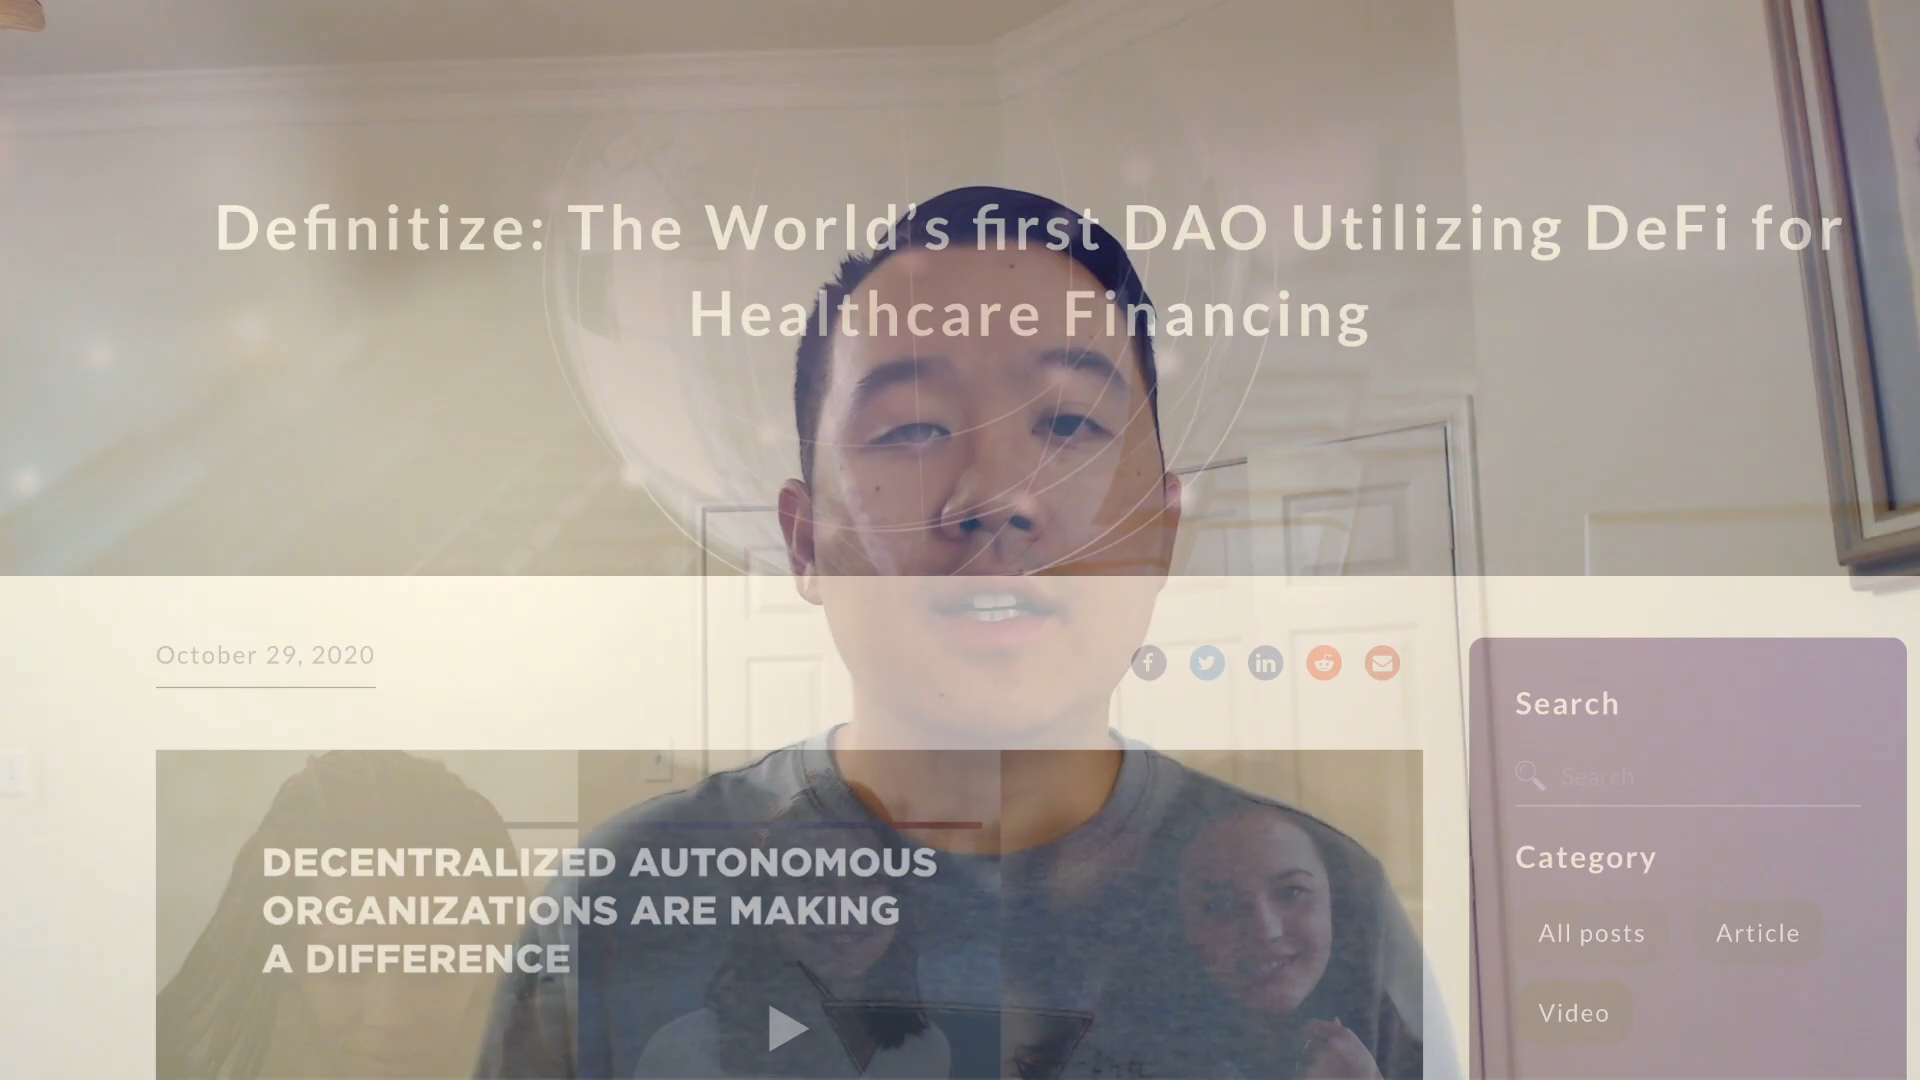 Definitize: The World's first DAO Utilizing DeFi for
Healthcare Financing
October 29, 2020
Search
Search
Category
All posts
Article
Video
DECENTRALIZED AUTONOMOUS
ORGANIZATIONS ARE MAKING
A DIFFERENCE